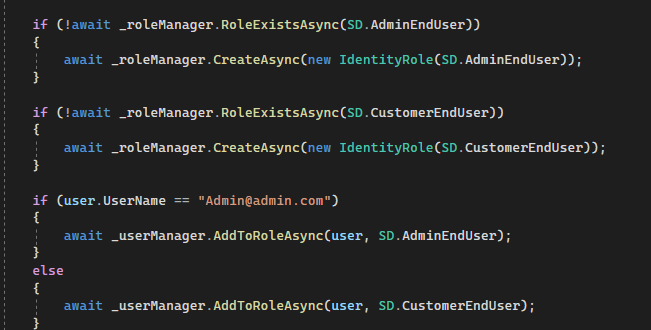 if (!await _roleManager.RoleExistsAsync(SD.AdminEndUser))
{
await _roleManager.CreateAsync(new IdentityRole(SD.AdminEndUser));
}
if (!await _roleManager.RoleExistsAsync(SD.CustomerEndUser))
{
await _roleManager.CreateAsync(new IdentityRole(SD.CustomerEndUser));
}
if (user.UserName == "Admin@admin.com")
{
await _userManager.AddToRoleAsync(user, SD.AdminEndUser);
}
else
{
await _userManager.AddToRoleAsync(user, SD.CustomerEndUser);
}